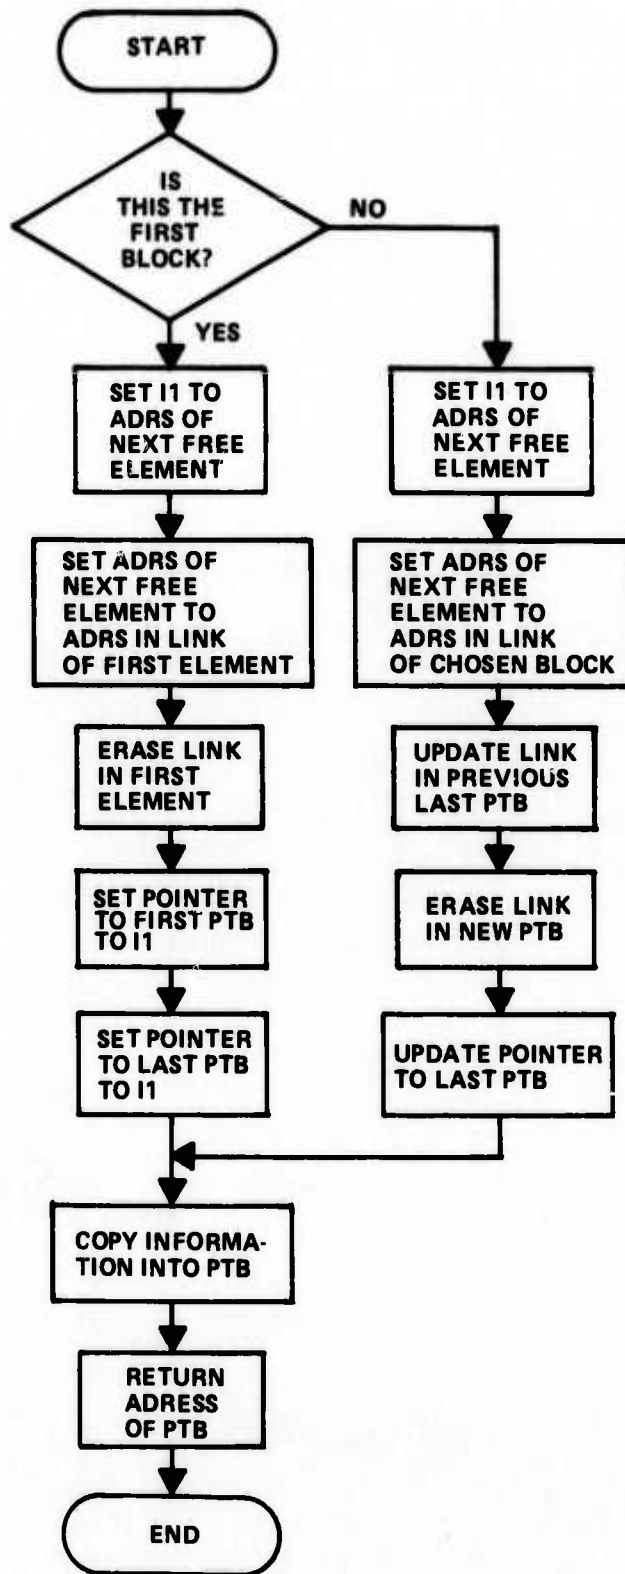 START
IS
THIS THE
FIRST
BLOCK?
NO
YES
SET I1 TO
ADRS OF
NEXT FREE
ELEMENT
SET ADRS OF
NEXT FREE
ELEMENT TO
ADRS IN LINK
OF FIRST ELEMENT
ERASE LINK
IN FIRST
ELEMENT
SET POINTER
TO FIRST PTB
TO I1
SET POINTER
TO LAST PTB
TO I1
SET I1 TO
ADRS OF
NEXT FREE
ELEMENT
SET ADRS OF
NEXT FREE
ELEMENT TO
ADRS IN LINK
OF CHOSEN BLOCK
UPDATE LINK
IN PREVIOUS
LAST PTB
ERASE LINK
IN NEW PTB
UPDATE POINTER
TO LAST PTB
COPY INFORMA-
TION INTO PTB
RETURN
ADRESS
OF PTB
END